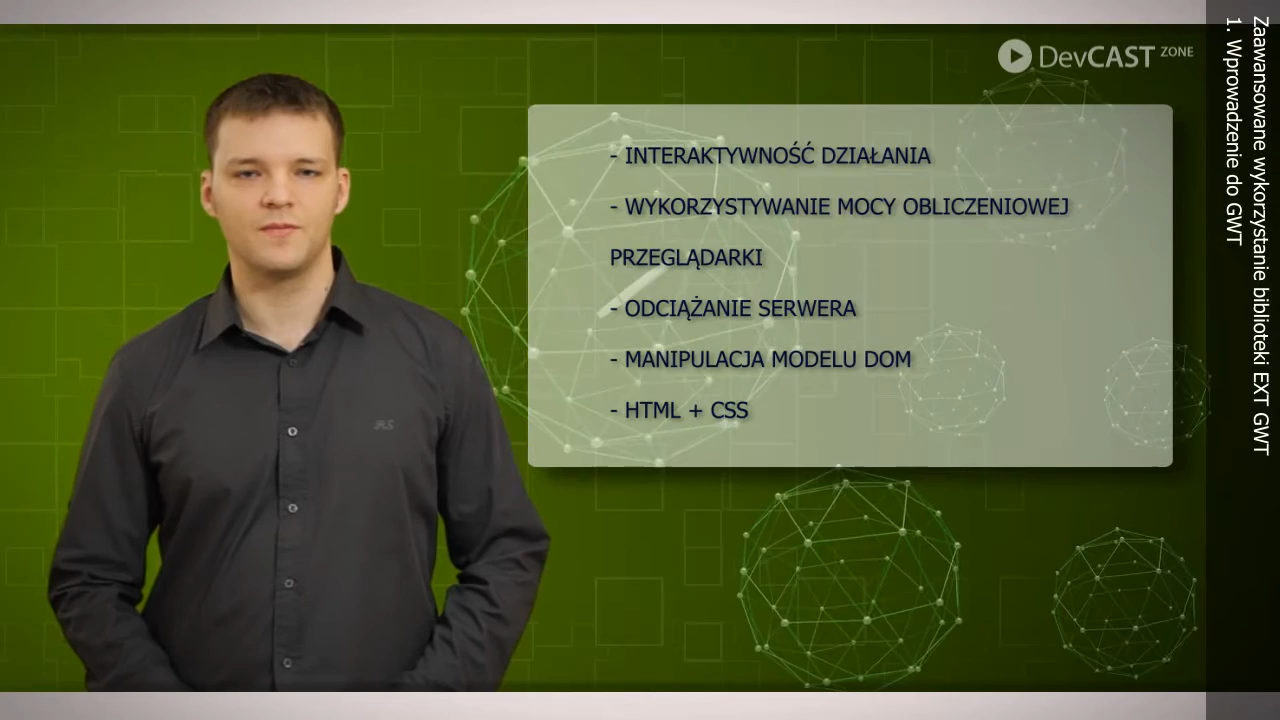 DevCAST ZONE
- INTERAKTYWNOŚĆ DZIAŁANIA
- WYKORZYSTYWANIE MOCY OBLICZENIOWEJ
PRZEGLĄDARKI
- ODCIĄŻANIE SERWERA
- MANIPULACJA MODELU DOM
- HTML + CSS
Zaawansowane wykorzystanie biblioteki EXT GWT
1. Wprowadzenie do GWT